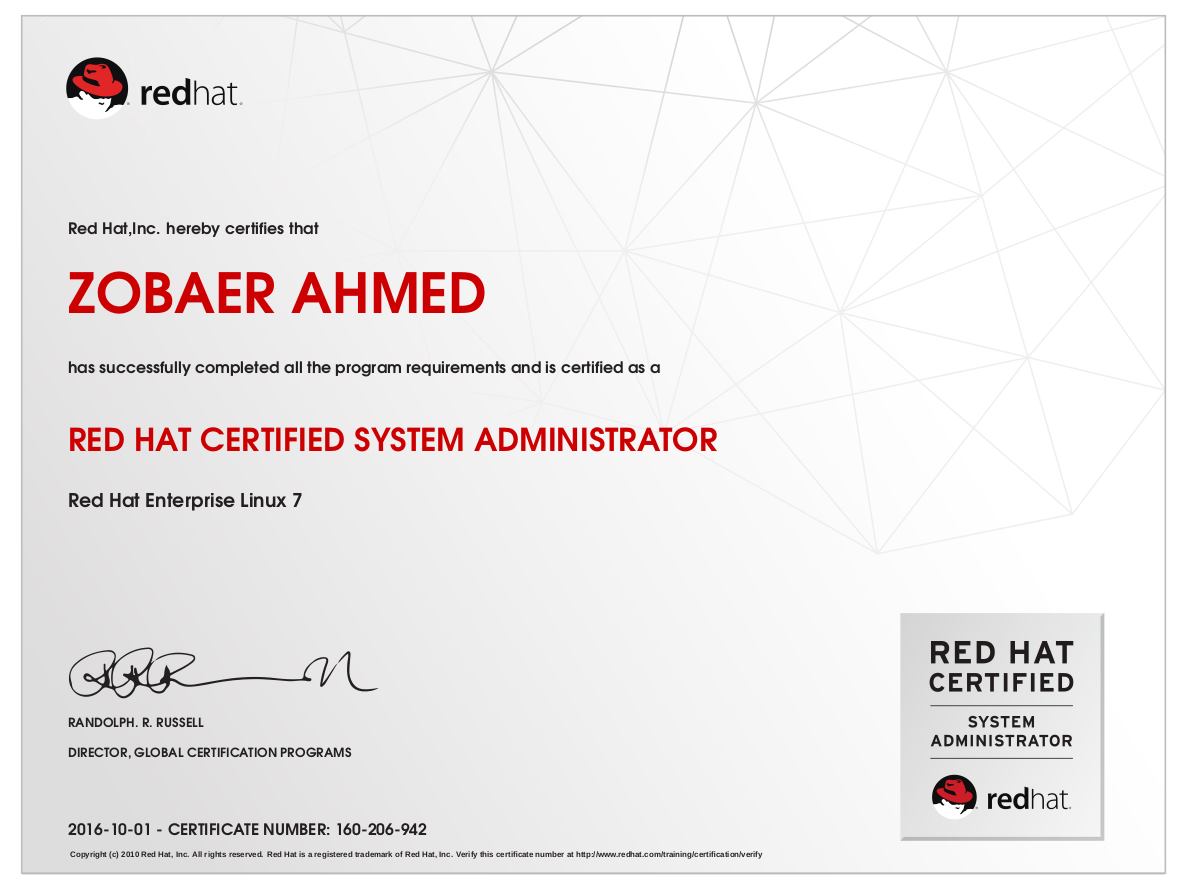 redhat.
Red Hat,Inc. hereby certifies that
ZOBAER AHMED
has successfully completed all the program requirements and is certified as a
RED HAT CERTIFIED SYSTEM ADMINISTRATOR
Red Hat Enterprise Linux 7
RANDOLPH. R. RUSSELL
DIRECTOR, GLOBAL CERTIFICATION PROGRAMS
2016-10-01 - CERTIFICATE NUMBER: 160-206-942
Copyright (c) 2010 Red Hat, Inc. All rights reserved. Red Hat is a registered trademark of Red Hat, Inc. Verify this certificate number at http://www.redhat.com/training/certification/verify
RED HAT
CERTIFIED
SYSTEM
ADMINISTRATOR
redhat.